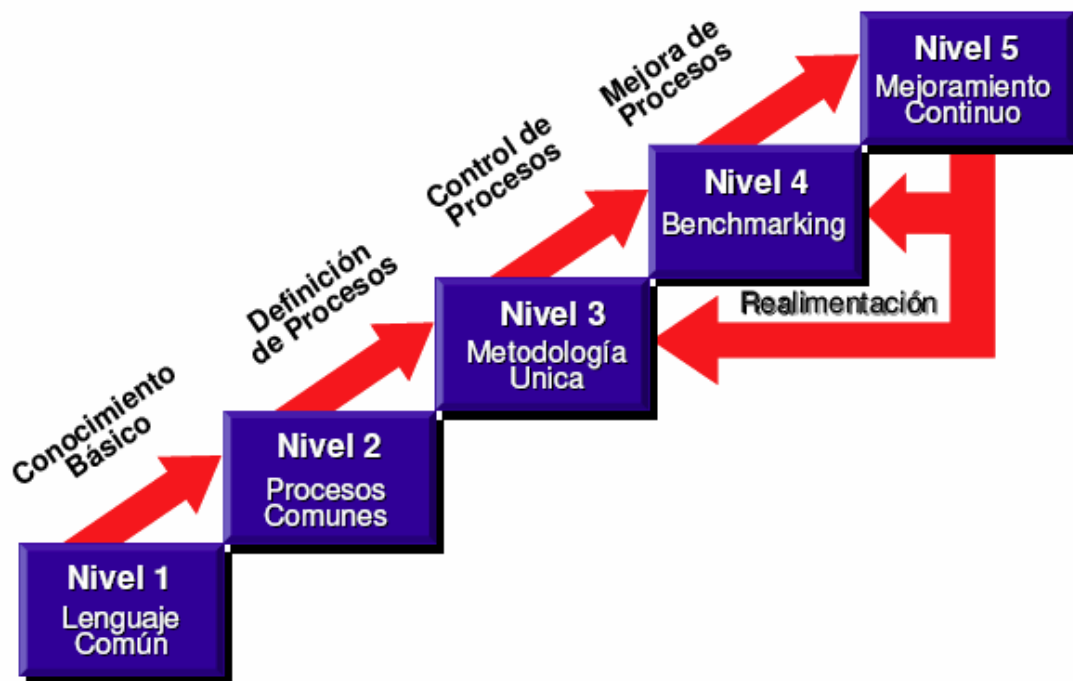 Nivel 5
Mejoramiento
Continuo
Mejora de
Procesos
Nivel 4
Benchmarking
Control de
Procesos
Realimentación
Nivel 3
Metodología
Unica
Definición
de Procesos
Nivel 2
Procesos
Comunes
Conocimiento
Básico
Nivel 1
Lenguaje
Común